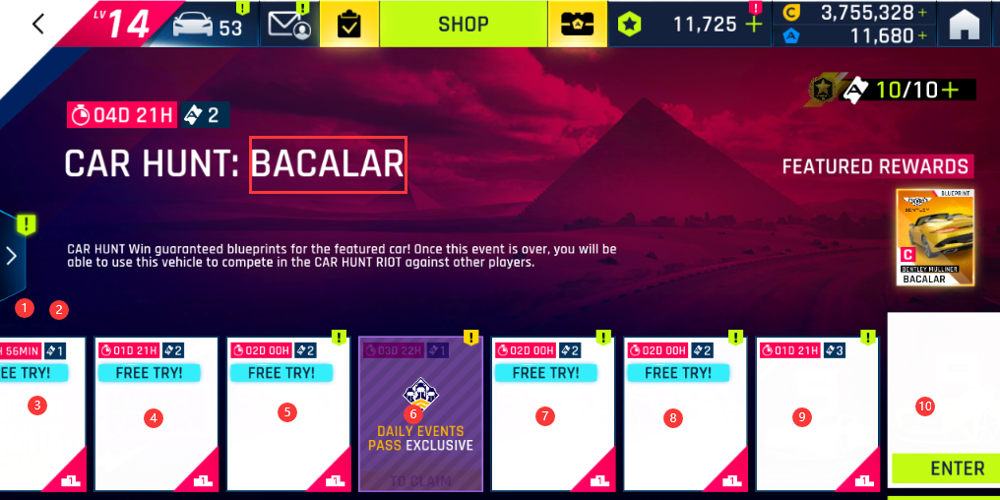 LV 14
53
SHOP
11,725 +
3,755,328 +
11,680 +
04D 21H 2
10/10 +
CAR HUNT: BACALAR
FEATURED REWARDS
BLUEPRINT
BENTLEY
C
BENTLEY MULLINER
BACALAR
CAR HUNT Win guaranteed blueprints for the featured car! Once this event is over, you will be
able to use this vehicle to compete in the CAR HUNT RIOT against other players.
1 2
H 56MIN 1
EE TRY!
3
01D 21H 2
FREE TRY!
4
02D 00H 2
FREE TRY!
5
03D 22H 1
6
DAILY EVENTS
PASS EXCLUSIVE
TO CLAIM
02D 00H 2
FREE TRY!
7
02D 00H 2
FREE TRY!
8
01D 21H 3
9
10
ENTER